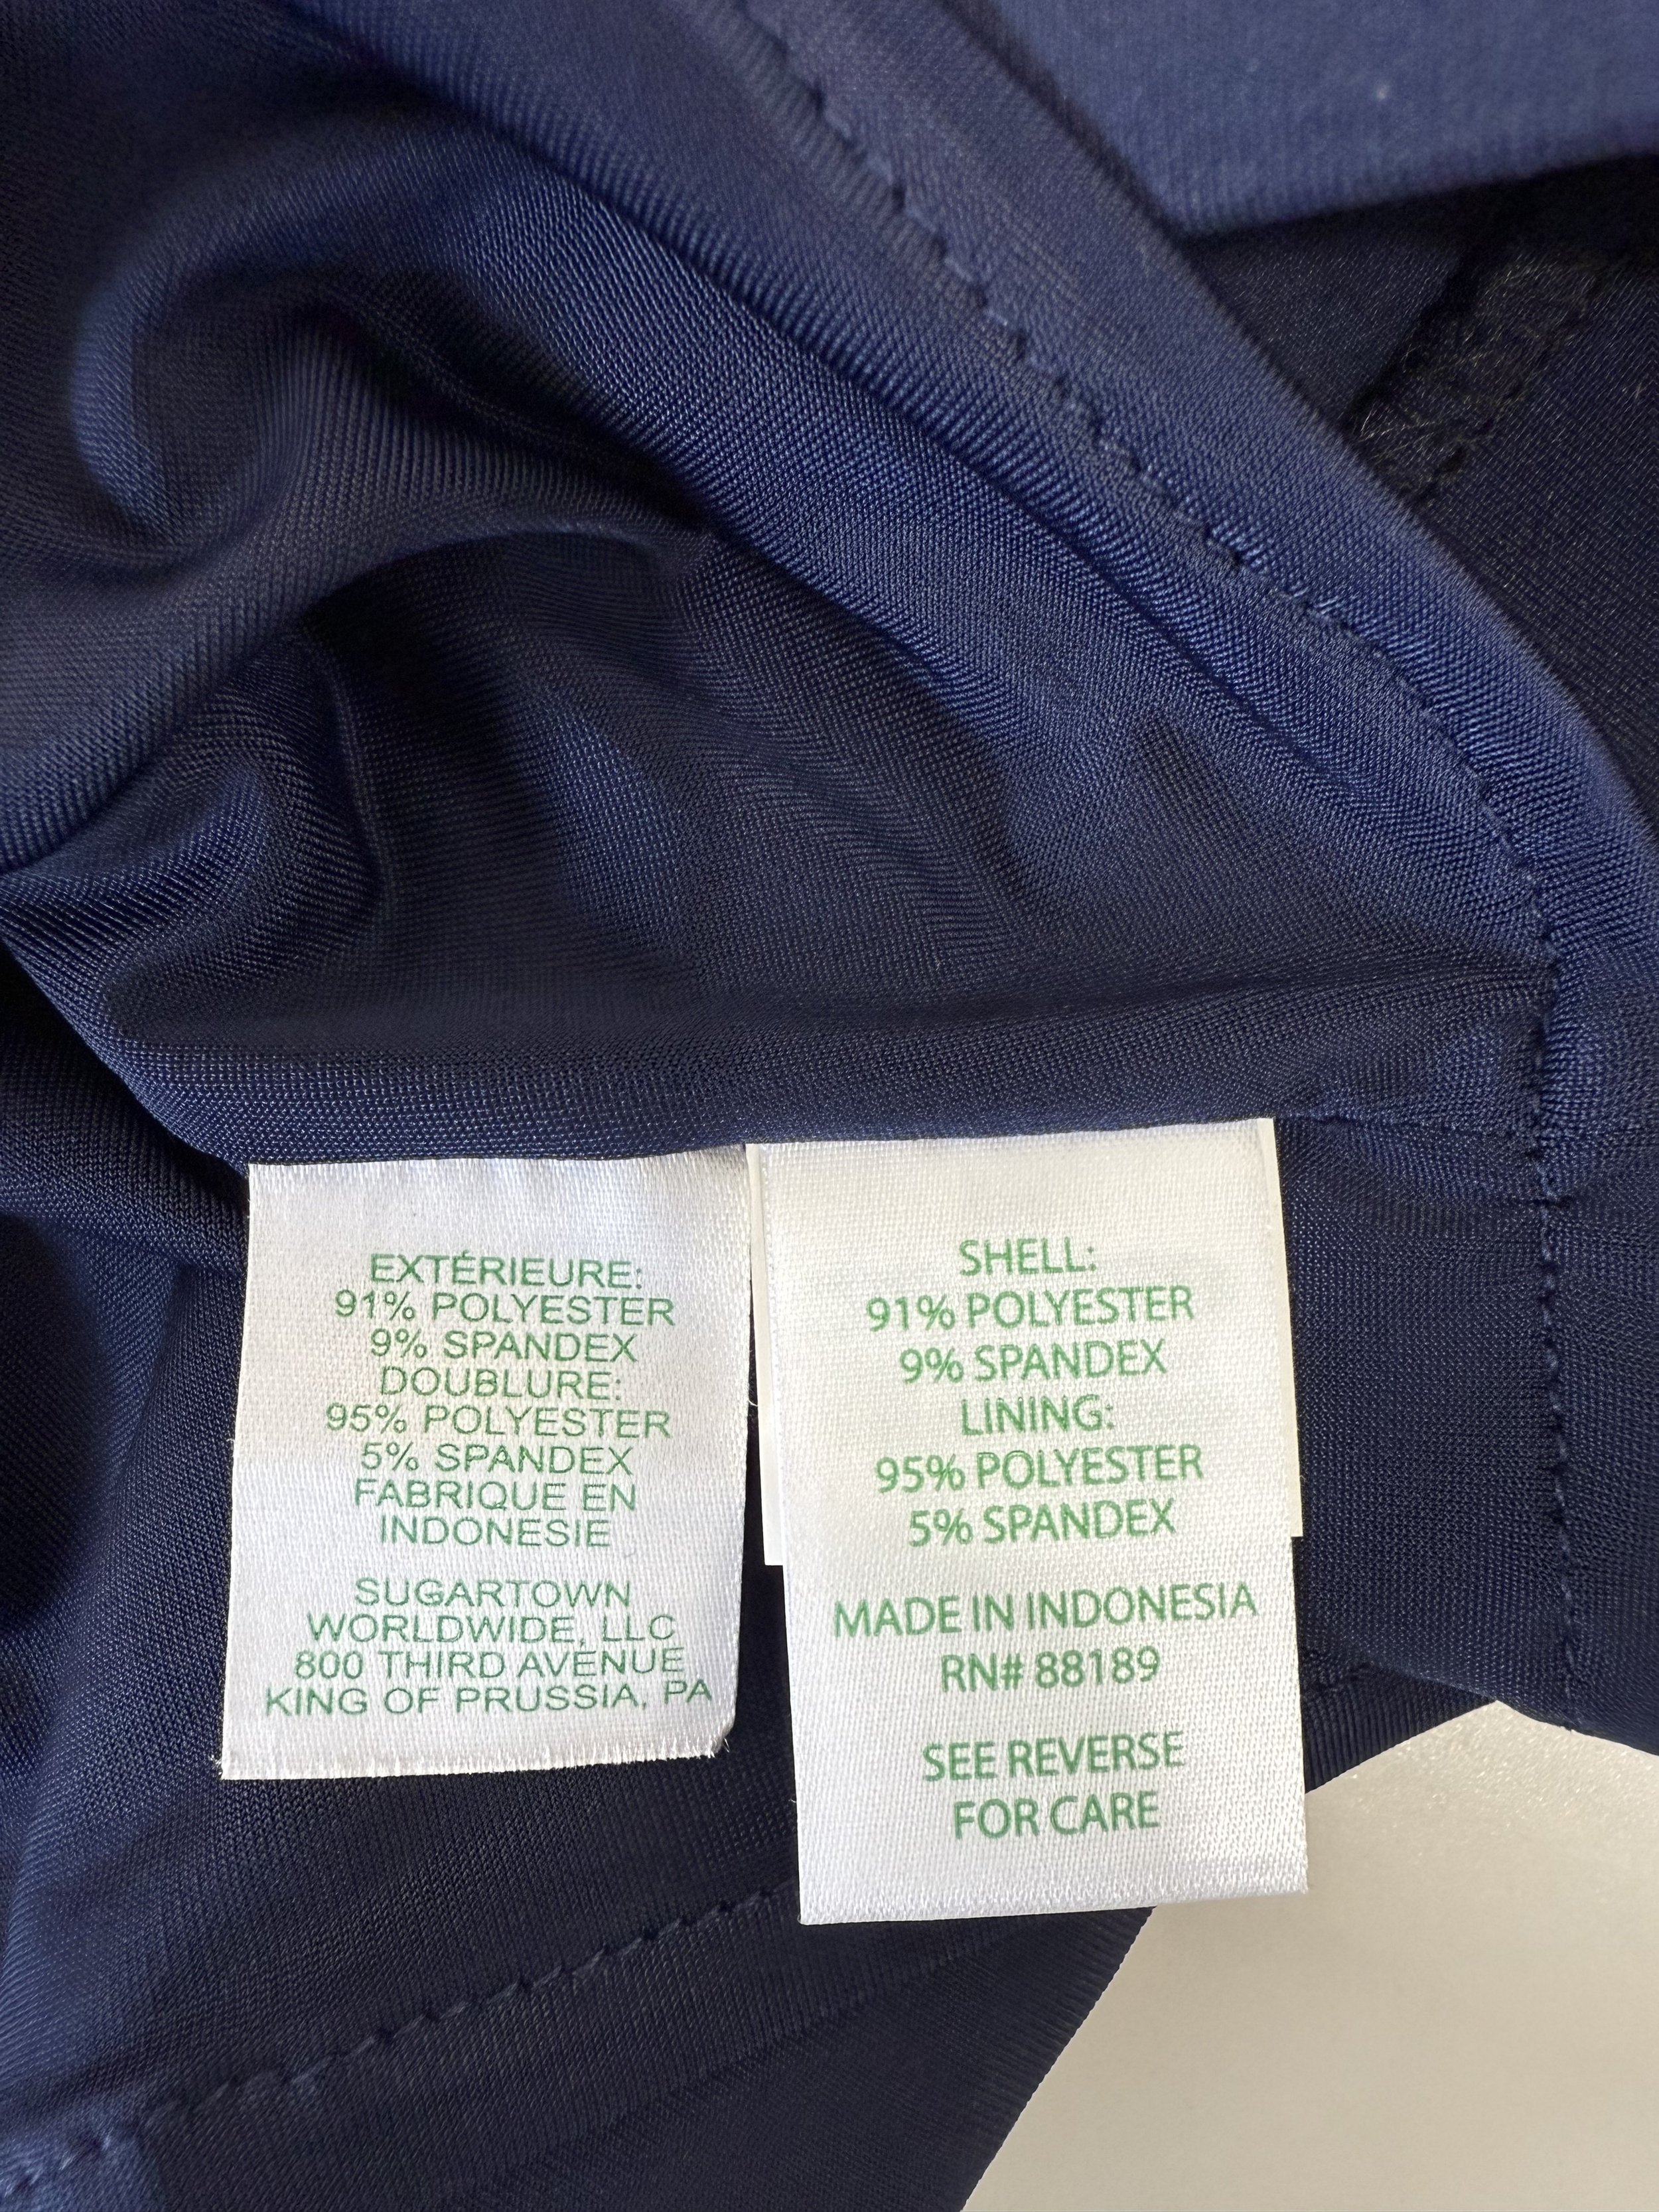 EXTÉRIEURE:
91% POLYESTER
9% SPANDEX
DOUBLURE:
95% POLYESTER
5% SPANDEX
FABRIQUE EN
INDONESIE
SUGARTOWN
WORLDWIDE, LLC
800 THIRD AVENUE
KING OF PRUSSIA, PA
SHELL:
91% POLYESTER
9% SPANDEX
LINING:
95% POLYESTER
5% SPANDEX
MADE IN INDONESIA
RN# 88189
SEE REVERSE
FOR CARE